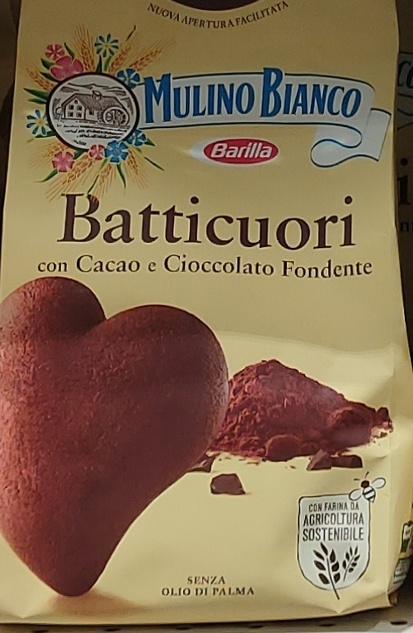 NUOVA APERTURA FACILITATA
MULINO BIANCO
Barilla
Batticuori
con Cacao e Cioccolato Fondente
CON FARINA DA
AGRICOLTURA
SOSTENIBILE
SENZA
OLIO DI PALMA